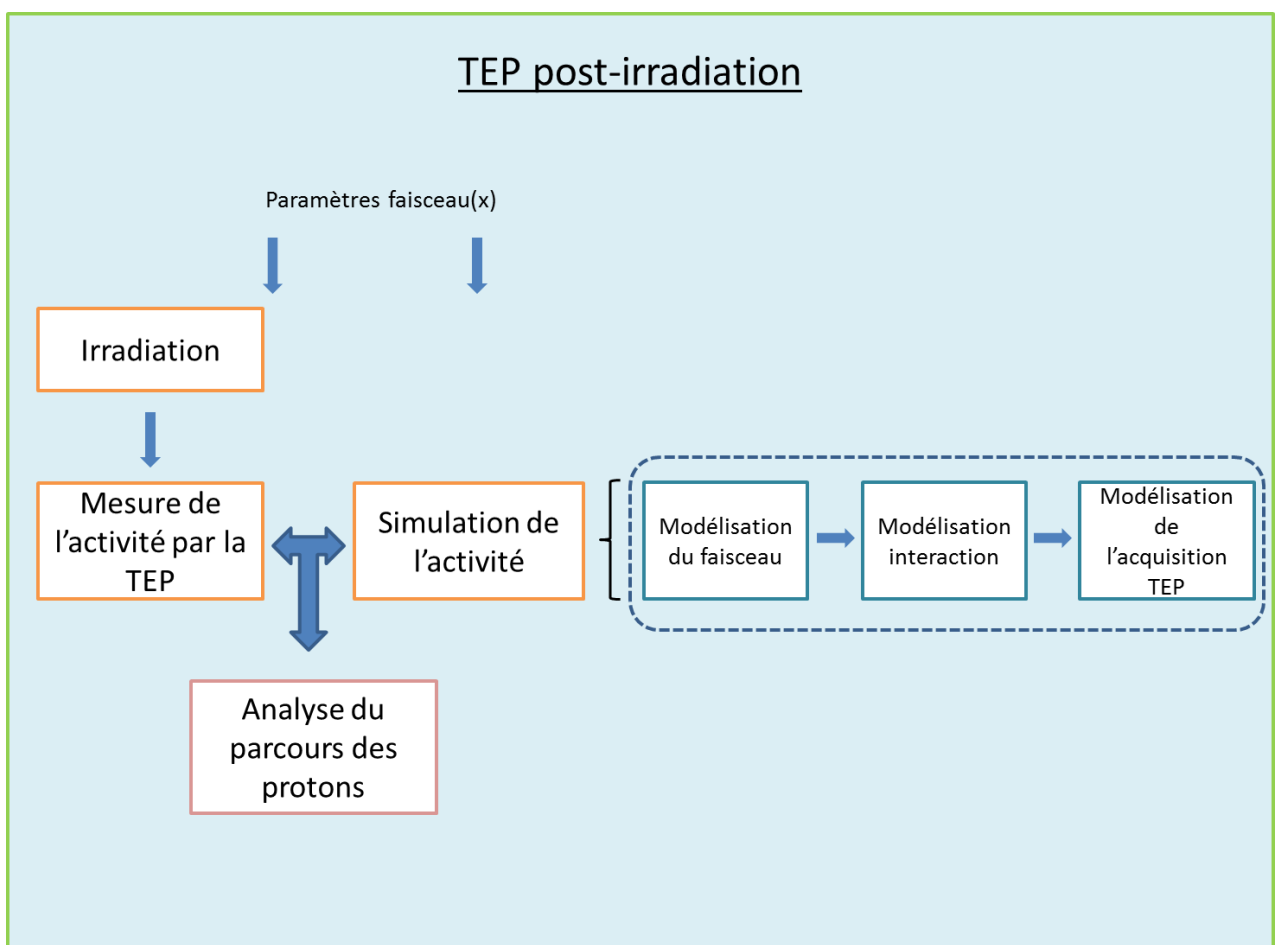 TEP post-irradiation
Paramètres faisceau(x)
Irradiation
Mesure de
l’activité par la
TEP
Simulation de
l’activité
Modélisation
du faisceau
Modélisation
interaction
Modélisation
de
l’acquisition
TEP
Analyse du
parcours des
protons